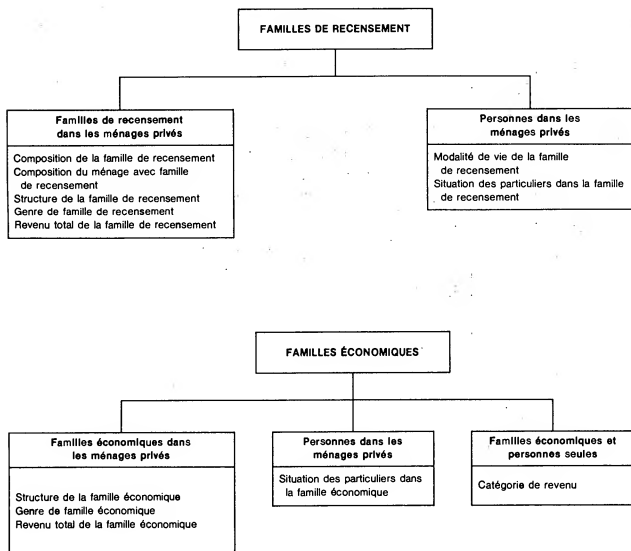 FAMILLES DE RECENSEMENT
Familles de recensement
dans les ménages privés
Composition de la famille de recensement
Composition du ménage avec famille
de recensement
Structure de la famille de recensement
Genre de famille de recensement
Revenu total de la famille de recensement
Personnes dans les
ménages privés
Modalité de vie de la famille
de recensement
Situation des particuliers dans la famille
de recensement
FAMILLES ÉCONOMIQUES
Familles économiques dans
les ménages privés
Structure de la famille économique
Genre de famille économique
Revenu total de la famille économique
Personnes dans les
ménages privés
Situation des particuliers dans
la famille économique
Familles économiques et
personnes seules
Catégorie de revenu